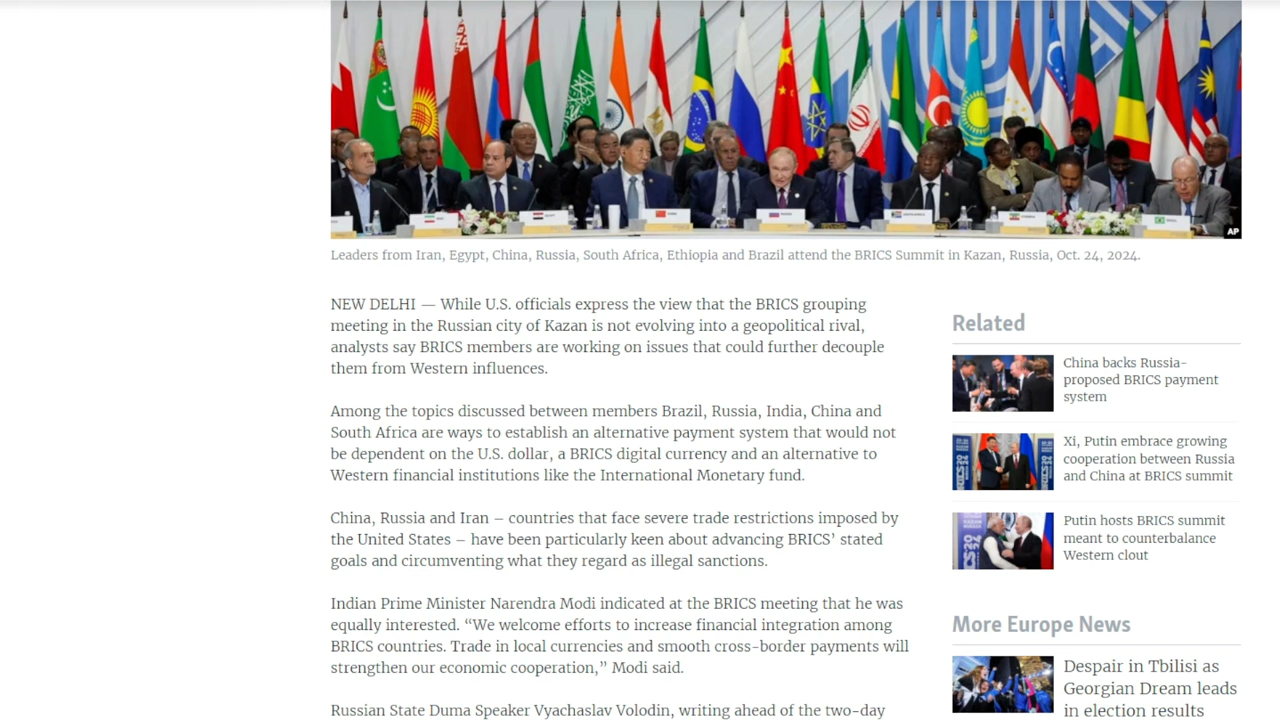 AP
Leaders from Iran, Egypt, China, Russia, South Africa, Ethiopia and Brazil attend the BRICS Summit in Kazan, Russia, Oct. 24, 2024.
NEW DELHI — While U.S. officials express the view that the BRICS grouping
meeting in the Russian city of Kazan is not evolving into a geopolitical rival,
analysts say BRICS members are working on issues that could further decouple
them from Western influences.
Among the topics discussed between members Brazil, Russia, India, China and
South Africa are ways to establish an alternative payment system that would not
be dependent on the U.S. dollar, a BRICS digital currency and an alternative to
Western financial institutions like the International Monetary fund.
China, Russia and Iran – countries that face severe trade restrictions imposed by
the United States – have been particularly keen about advancing BRICS’ stated
goals and circumventing what they regard as illegal sanctions.
Indian Prime Minister Narendra Modi indicated at the BRICS meeting that he was
equally interested. “We welcome efforts to increase financial integration among
BRICS countries. Trade in local currencies and smooth cross-border payments will
strengthen our economic cooperation,” Modi said.
Russian State Duma Speaker Vyachaslav Volodin, writing ahead of the two-day
Related
China backs Russia-
proposed BRICS payment
system
Xi, Putin embrace growing
cooperation between Russia
and China at BRICS summit
Putin hosts BRICS summit
meant to counterbalance
Western clout
More Europe News
Despair in Tbilisi as
Georgian Dream leads
in election results